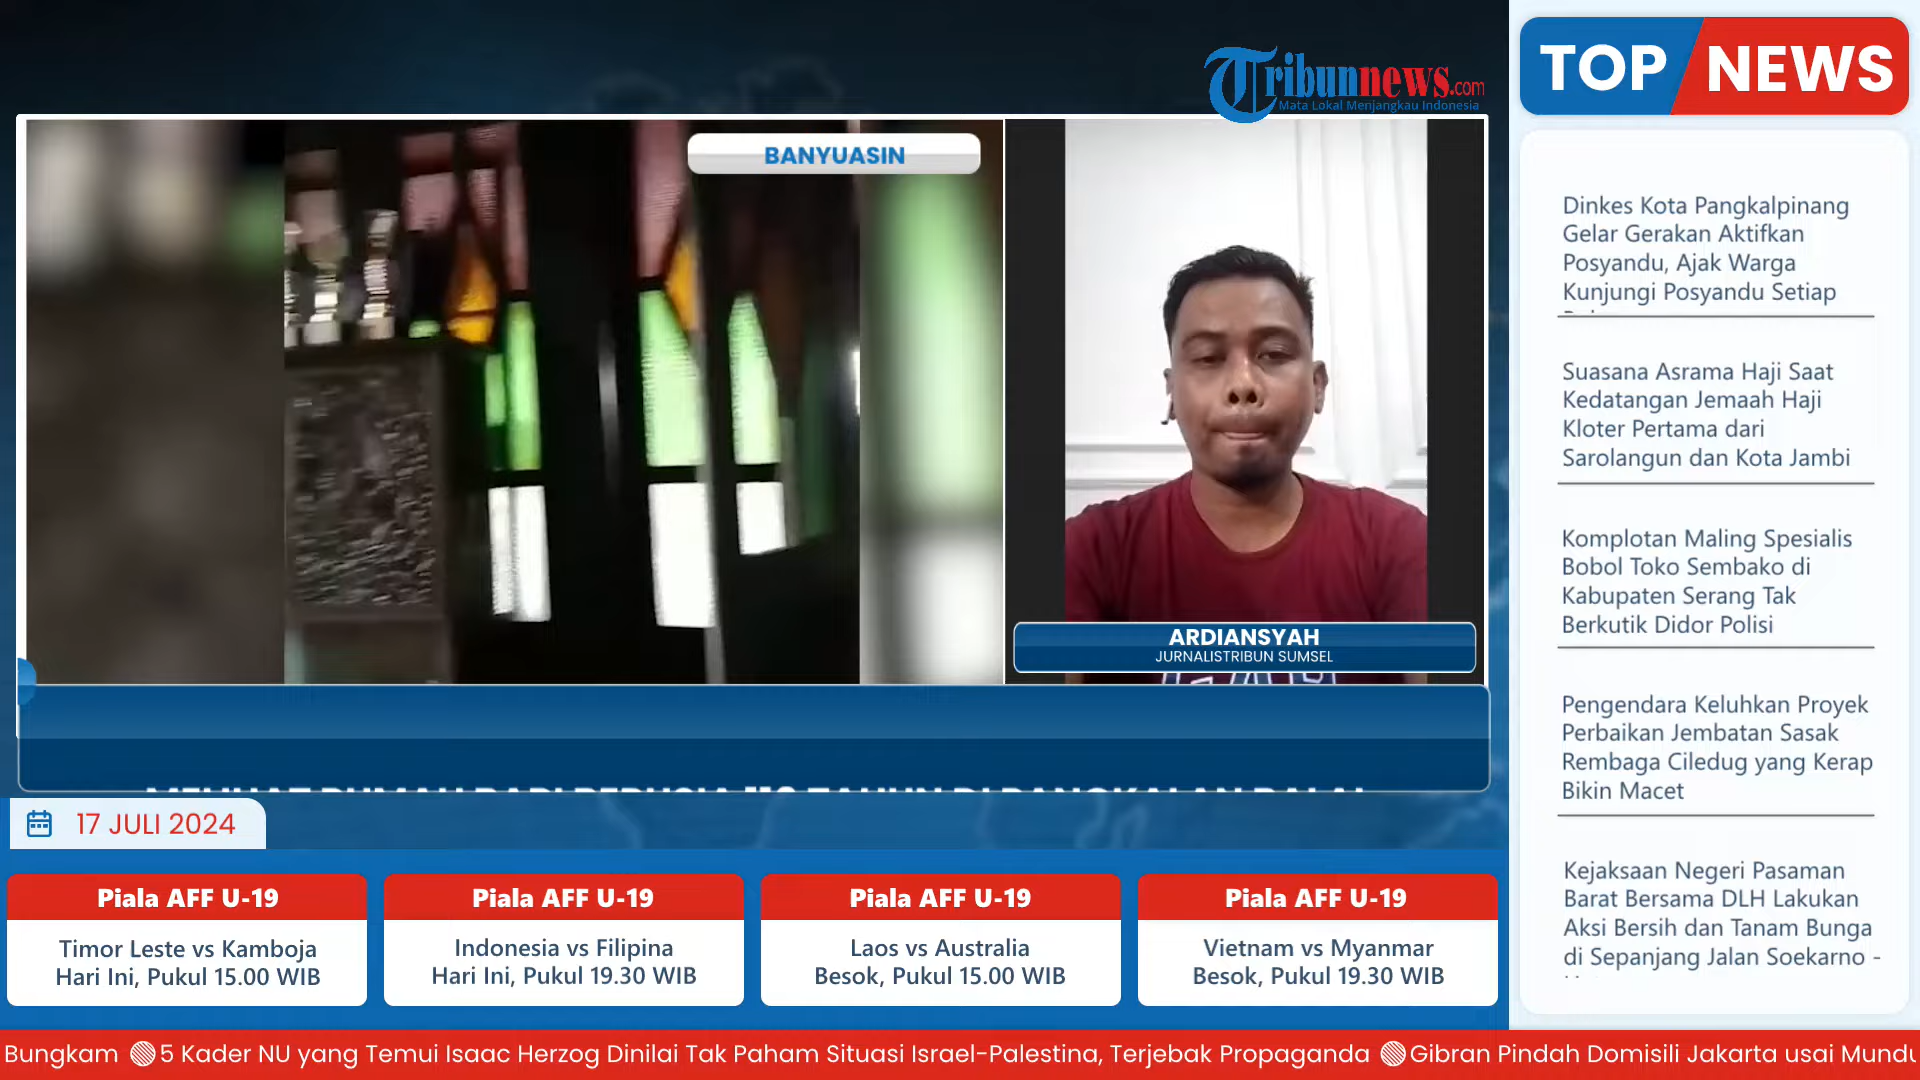 Tribunnews.com
Mata Lokal Menjangkau Indonesia
TOP NEWS
BANYUASIN
ARDIANSYAH
JURNALISTRIBUN SUMSEL
17 JULI 2024
Piala AFF U-19
Timor Leste vs Kamboja
Hari Ini, Pukul 15.00 WIB
Piala AFF U-19
Indonesia vs Filipina
Hari Ini, Pukul 19.30 WIB
Piala AFF U-19
Laos vs Australia
Besok, Pukul 15.00 WIB
Piala AFF U-19
Vietnam vs Myanmar
Besok, Pukul 19.30 WIB
Dinkes Kota Pangkalpinang
Gelar Gerakan Aktifkan
Posyandu, Ajak Warga
Kunjungi Posyandu Setiap
Suasana Asrama Haji Saat
Kedatangan Jemaah Haji
Kloter Pertama dari
Sarolangun dan Kota Jambi
Komplotan Maling Spesialis
Bobol Toko Sembako di
Kabupaten Serang Tak
Berkutik Didor Polisi
Pengendara Keluhkan Proyek
Perbaikan Jembatan Sasak
Rembaga Ciledug yang Kerap
Bikin Macet
Kejaksaan Negeri Pasaman
Barat Bersama DLH Lakukan
Aksi Bersih dan Tanam Bunga
di Sepanjang Jalan Soekarno -
Bungkam 5 Kader NU yang Temui Isaac Herzog Dinilai Tak Paham Situasi Israel-Palestina, Terjebak Propaganda Gibran Pindah Domisili Jakarta usai